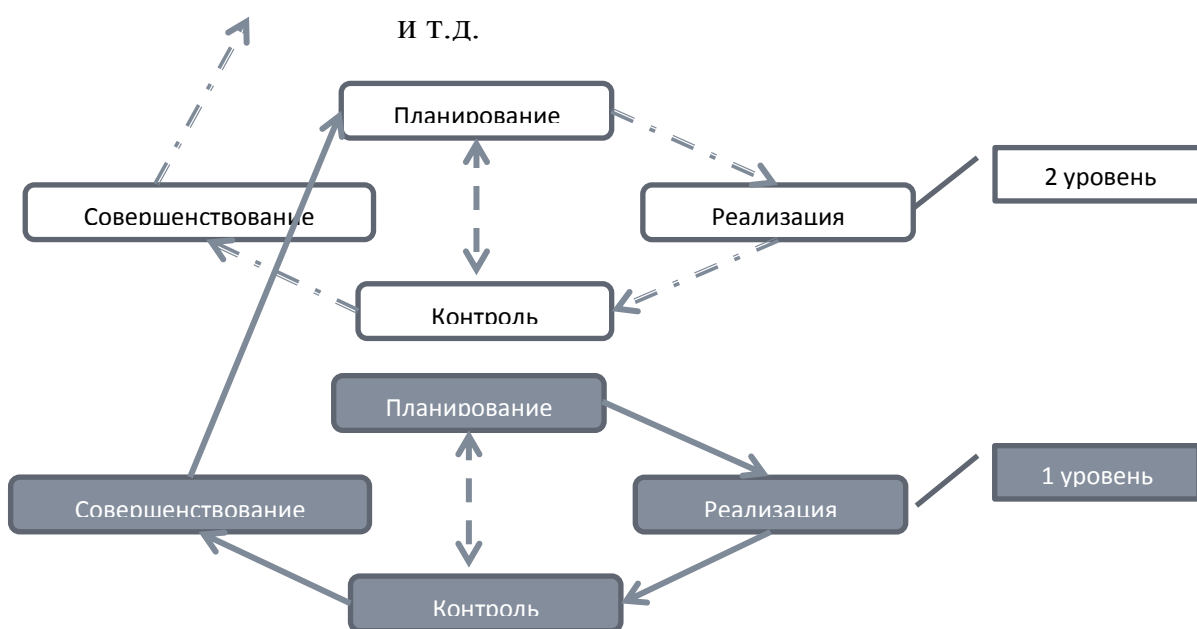 и т.д.
Планирование
2 уровень
Совершенствование
Реализация
Контроль
Планирование
1 уровень
Совершенствование
Реализация
Контроль